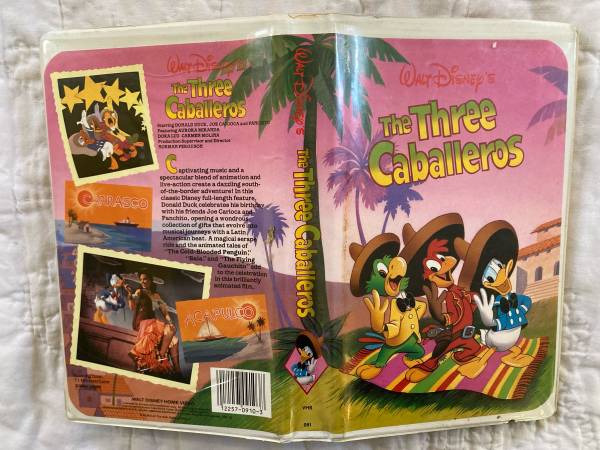 Walt Disney's
The Three
Caballeros
Starring DONALD DUCK, JOE CARIOCA and PANCHITO
Featuring AURORA MIRANDA
DORA LUZ CARMEN MOLINA
Production Supervisor and Director
NORMAN FERGUSON
Captivating music and a
spectacular blend of animation and
live-action create a dazzling south-
of-the-border adventure! In this
classic Disney full-length feature,
Donald Duck celebrates his birthday
with his friends Joe Carioca and
Panchito, opening a wondrous
collection of gifts that evolve into
musical journeys with a Latin
American beat. A magical serape
ride and the animated tales of
"The Cold-Blooded Penguin,"
"Baia," and "The Flying
Gauchito" add
to the celebration
in this brilliantly
animated film.
CARRASCO
ACAPULCO
WALT DISNEY HOME VIDEO
12257-0910-3
Walt Disney's
The Three Caballeros
VHS
091
Walt Disney's
The Three
Caballeros